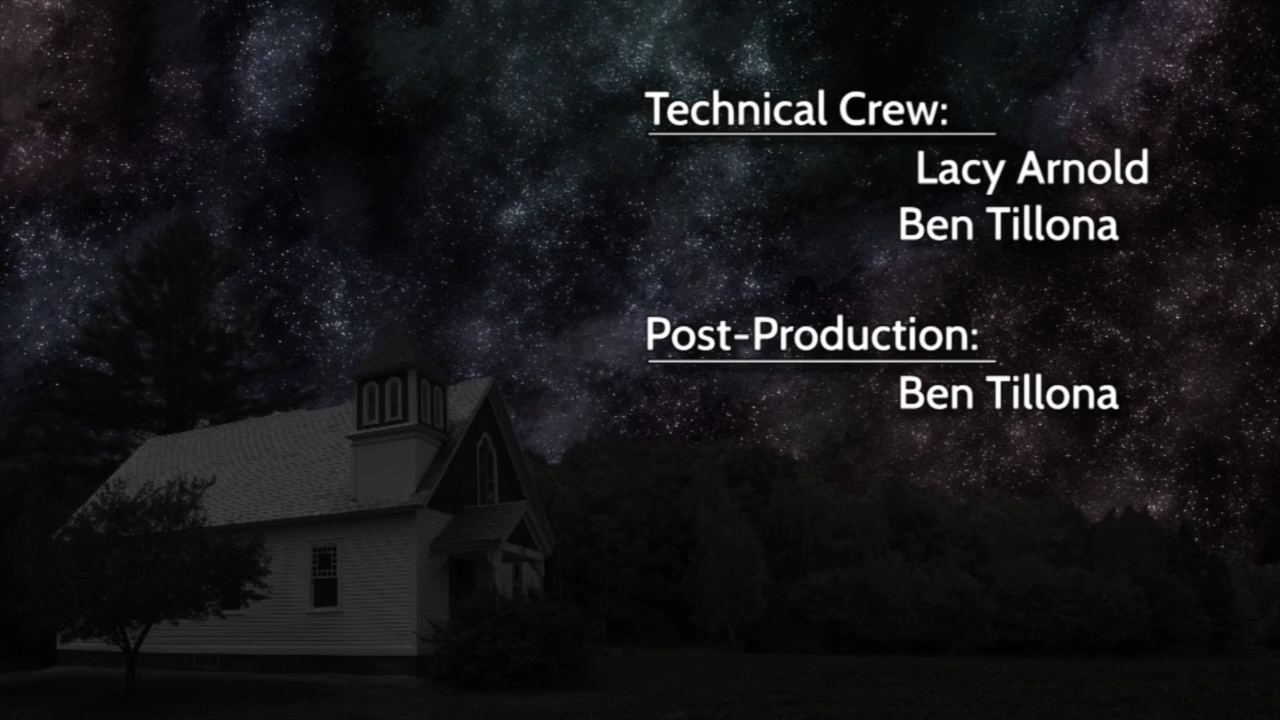 Technical Crew:
Lacy Arnold
Ben Tillona
Post-Production:
Ben Tillona